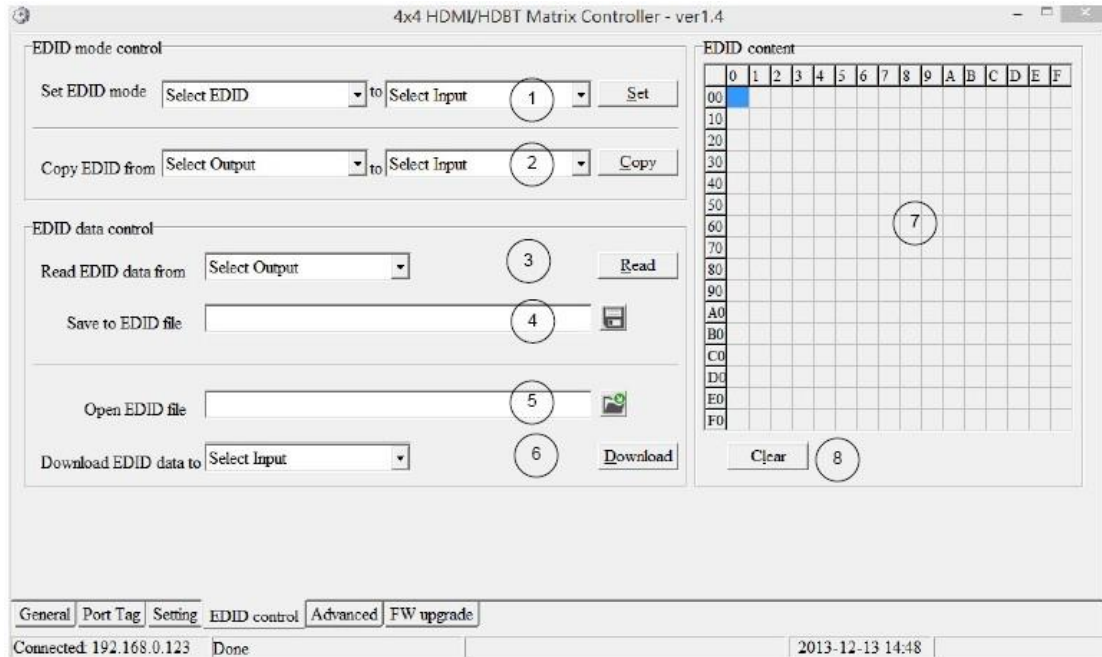 4x4 HDMI/HDBT Matrix Controller - ver1.4
EDID mode control
Set EDID mode Select EDID to Select Input 1 Set
Copy EDID from Select Output to Select Input 2 Copy
EDID data control
Read EDID data from Select Output 3 Read
Save to EDID file 4
Open EDID file 5
Download EDID data to Select Input 6 Download
EDID content
0 1 2 3 4 5 6 7 8 9 A B C D E F
00
10
20
30
40
50
60
70
80
90
A0
B0
C0
D0
E0
F0
7
Clear 8
General Port Tag Setting EDID control Advanced FW upgrade
Connected: 192.168.0.123 Done 2013-12-13 14:48